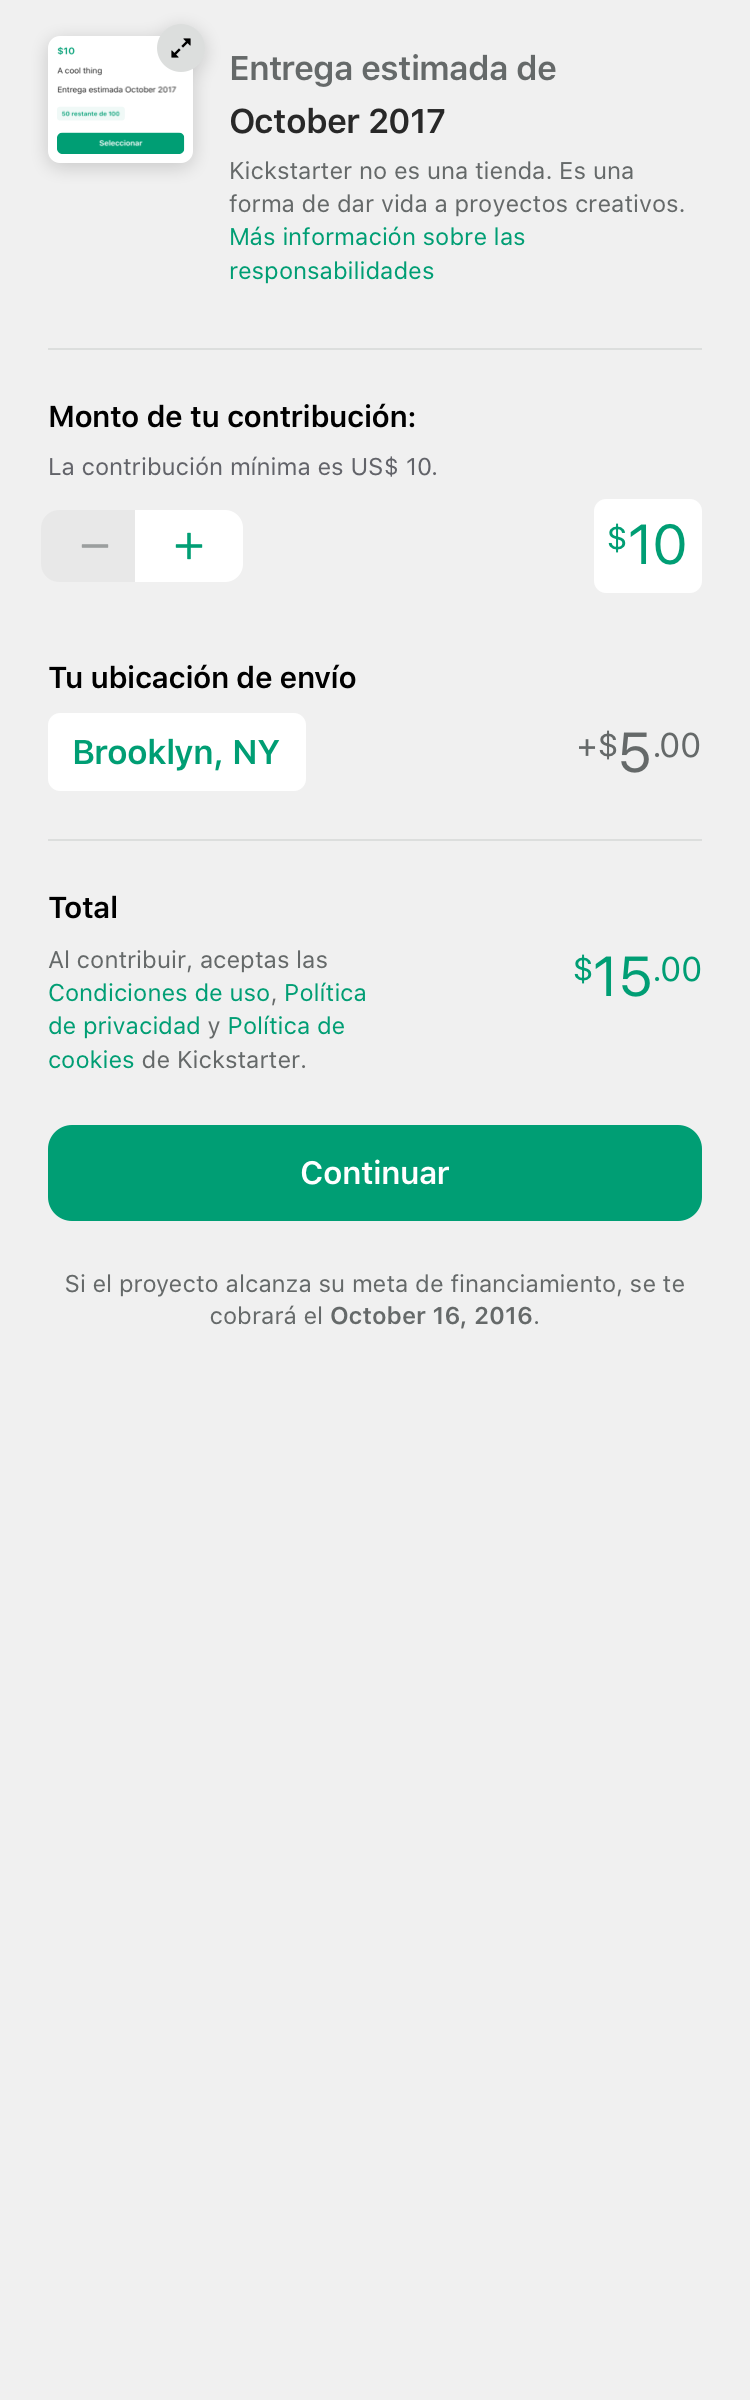 $10
A cool thing
Entrega estimada October 2017
50 restante de 100
Seleccionar
Entrega estimada de
October 2017
Kickstarter no es una tienda. Es una
forma de dar vida a proyectos creativos.
Más información sobre las
responsabilidades
Monto de tu contribución:
La contribución mínima es US$ 10.
$10
Tu ubicación de envío
Brooklyn, NY
+$5.00
Total
Al contribuir, aceptas las
Condiciones de uso, Política
de privacidad y Política de
cookies de Kickstarter.
$15.00
Continuar
Si el proyecto alcanza su meta de financiamiento, se te
cobrará el October 16, 2016.